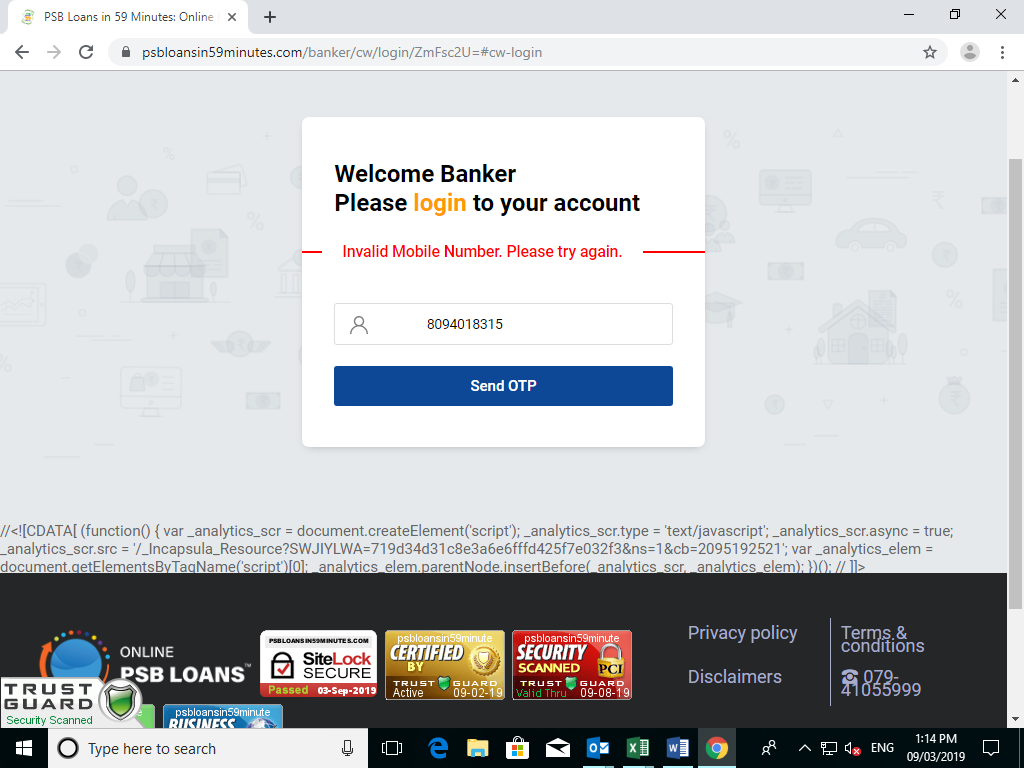 PSB Loans in 59 Minutes: Online
psbloansin59minutes.com/banker/cw/login/ZmFsc2U=#cw-login
Welcome Banker
Please login to your account
Invalid Mobile Number. Please try again.
8094018315
Send OTP
//<![CDATA[ (function() { var _analytics_scr = document.createElement('script'); _analytics_scr.type = 'text/javascript'; _analytics_scr.async = true;
_analytics_scr.src = '/_Incapsula_Resource?SWJIYLWA=719d34d31c8e3a6e6fffd425f7e032f3&ns=1&cb=2095192521'; var _analytics_elem =
document.getElementsByTagName('script')[0]; _analytics_elem.parentNode.insertBefore(_analytics_scr, _analytics_elem); })(); // ]]>
ONLINE
PSB LOANS™
PSBLOANSIN59MINUTES.COM
SiteLock
SECURE
Passed 03-Sep-2019
psbloansin59minute
CERTIFIED
BY
TRUST GUARD
Active 09-02-19
psbloansin59minute
SECURITY
SCANNED
PCI
TRUST GUARD
Valid Thru 09-08-19
Privacy policy
Disclaimers
Terms &
conditions
☎ 079-
41055999
TRUST
GUARD
Security Scanned
psbloansin59minute
BUSINESS
Type here to search
ENG
1:14 PM
09/03/2019